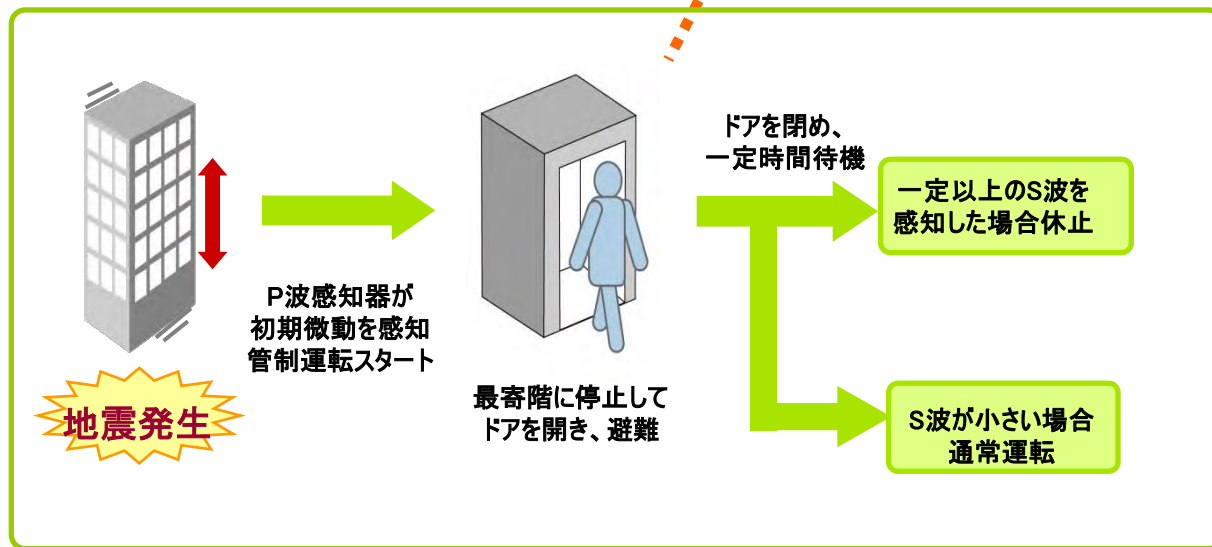 地震発生
P波感知器が
初期微動を感知
管制運転スタート
最寄階に停止して
ドアを開き、避難
ドアを閉め、
一定時間待機
一定以上のS波を
感知した場合休止
S波が小さい場合
通常運転